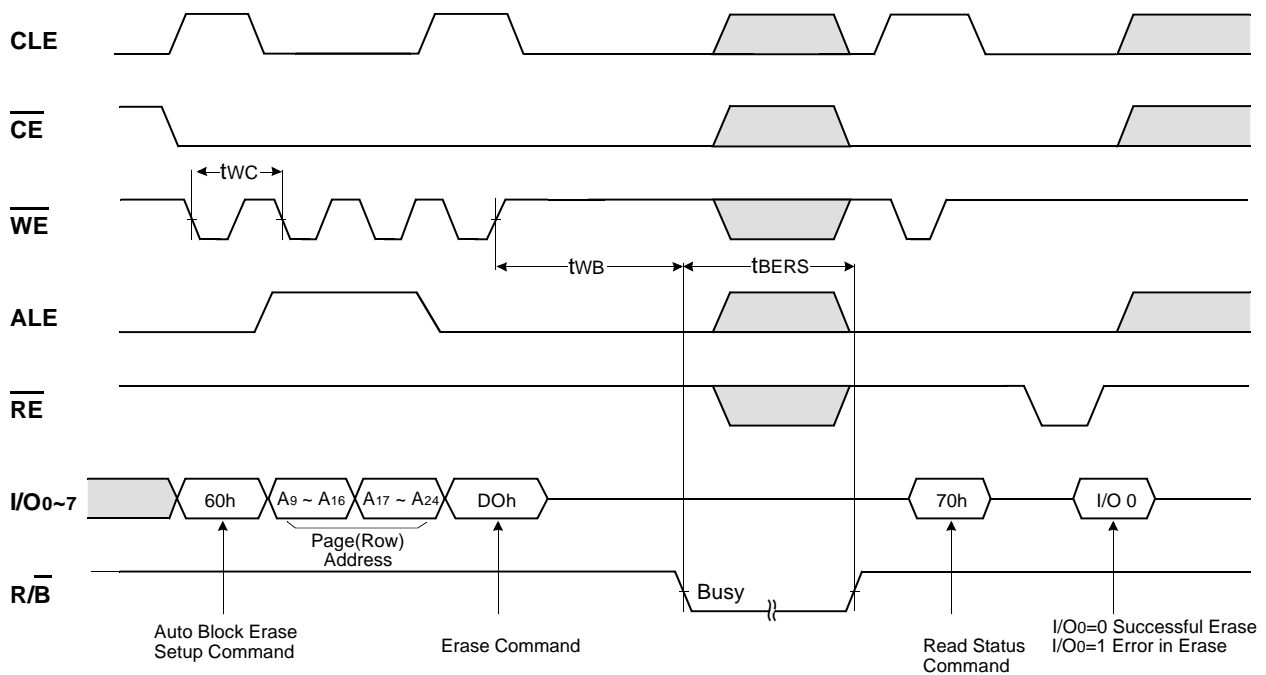 CLE
CE
tWC
WE
tWB
tBERS
ALE
RE
I/O0~7
60h
A9 ~ A16
A17 ~ A24
DOh
70h
I/O 0
Page(Row)
Address
R/B
Busy
Auto Block Erase
Setup Command
Erase Command
Read Status
Command
I/O0=0 Successful Erase
I/O0=1 Error in Erase